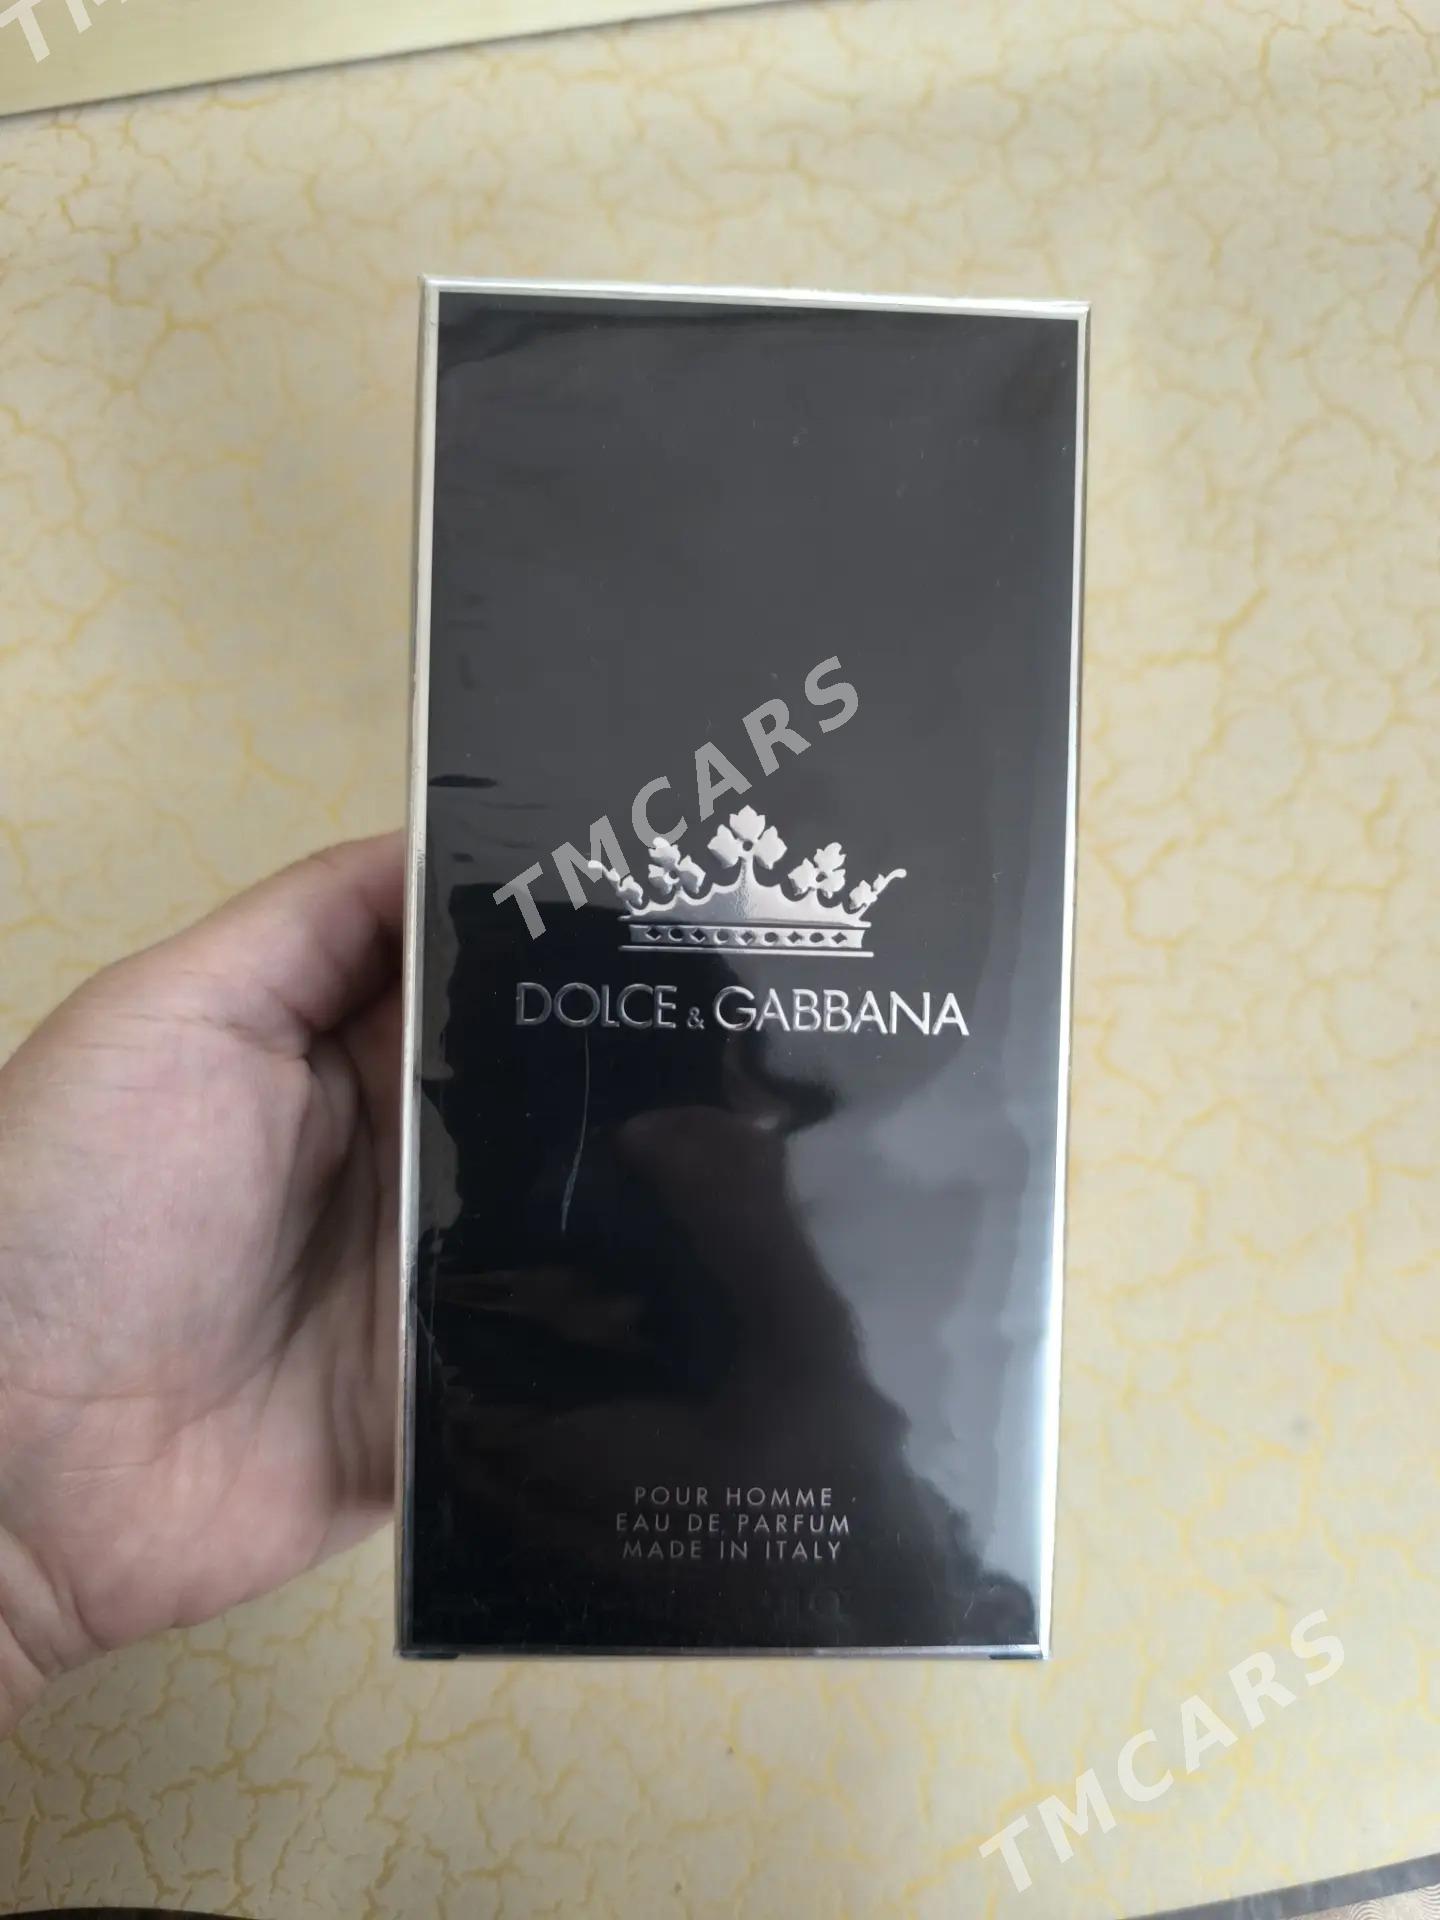 TMCARS
DOLCE & GABBANA
POUR HOMME
EAU DE PARFUM
MADE IN ITALY
TMCARS